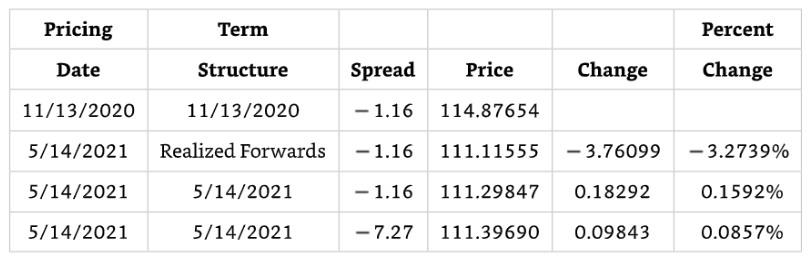 Pricing Term Percent
Date Structure Spread Price Change Change
11/13/2020 11/13/2020 −1.16 114.87654
5/14/2021 Realized Forwards −1.16 111.11555 −3.76099 −3.2739%
5/14/2021 5/14/2021 −1.16 111.29847 0.18292 0.1592%
5/14/2021 5/14/2021 −7.27 111.39690 0.09843 0.0857%